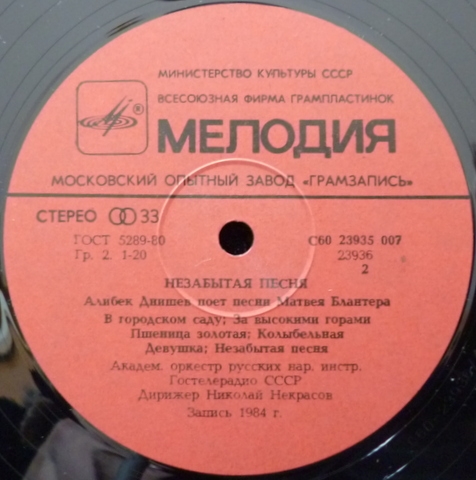 МИНИСТЕРСТВО КУЛЬТУРЫ СССР
ВСЕСОЮЗНАЯ ФИРМА ГРАМПЛАСТИНОК
®
МЕЛОДИЯ
МОСКОВСКИЙ ОПЫТНЫЙ ЗАВОД «ГРАМЗАПИСЬ»
СТЕРЕО 33
ГОСТ 5289-80
Гр. 2. 1-20
С60 23935 007
23936
2
НЕЗАБЫТАЯ ПЕСНЯ
Алибек Днишев поет песни Матвея Блантера
В городском саду; За высокими горами
Пшеница золотая; Колыбельная
Девушка; Незабытая песня
Академ. оркестр русских нар. инстр.
Гостелерадио СССР
Дирижер Николай Некрасов
Запись 1984 г.